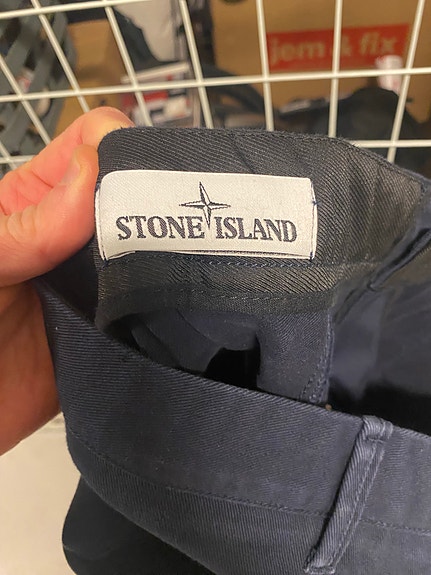 jem & fix
STONE ISLAND